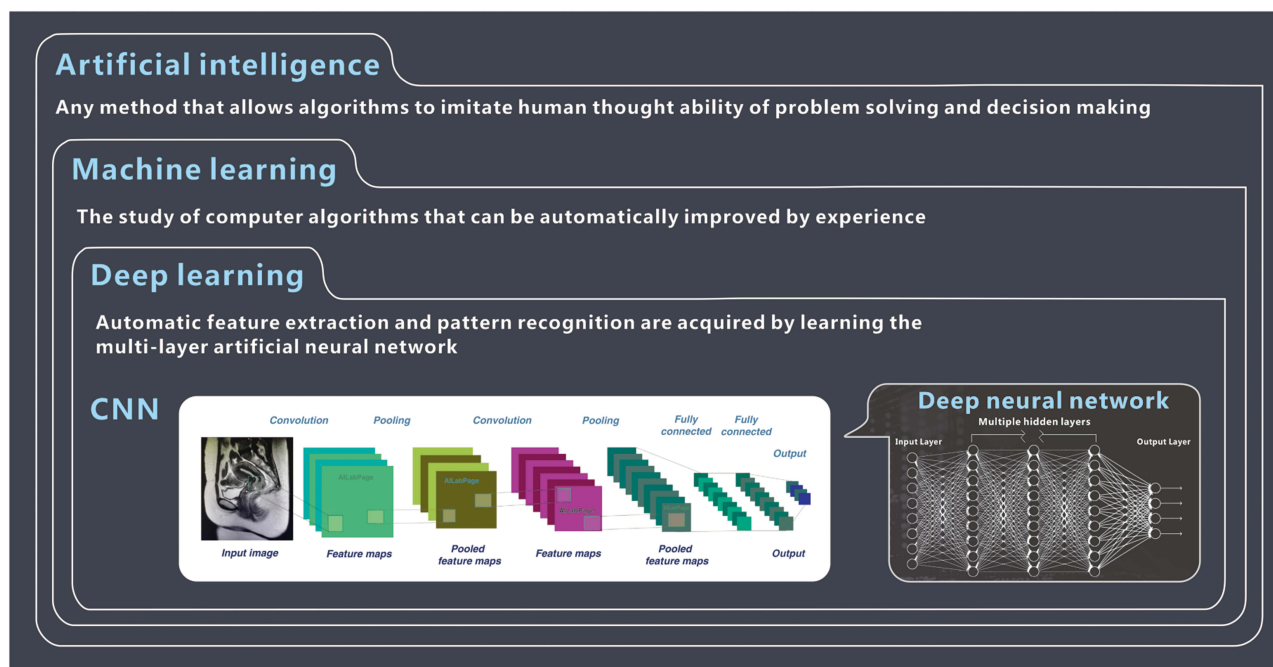 Artificial intelligence
Any method that allows algorithms to imitate human thought ability of problem solving and decision making
Machine learning
The study of computer algorithms that can be automatically improved by experience
Deep learning
Automatic feature extraction and pattern recognition are acquired by learning the
multi-layer artificial neural network
CNN
Convolution
Pooling
Convolution
Pooling
Fully
connected
Fully
connected
Output
AILabPage
AILabPage
Input image
Feature maps
Pooled
feature maps
Feature maps
Pooled
feature maps
Output
Deep neural network
Multiple hidden layers
Input Layer
Output Layer